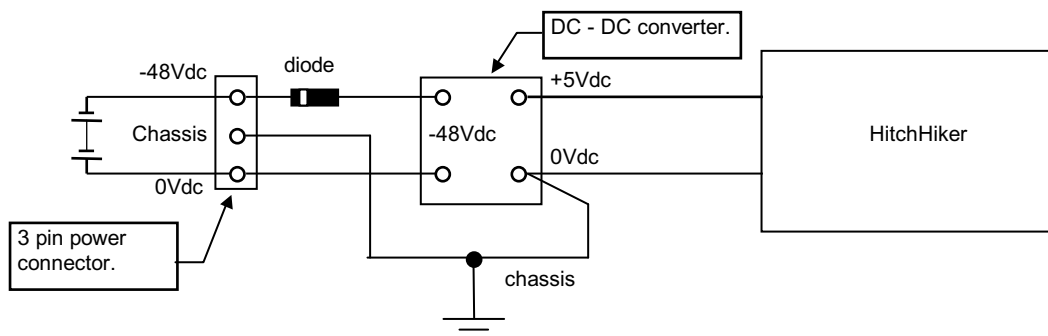 DC - DC converter.
-48Vdc
diode
+5Vdc
Chassis
-48Vdc
HitchHiker
0Vdc
0Vdc
3 pin power
connector.
chassis